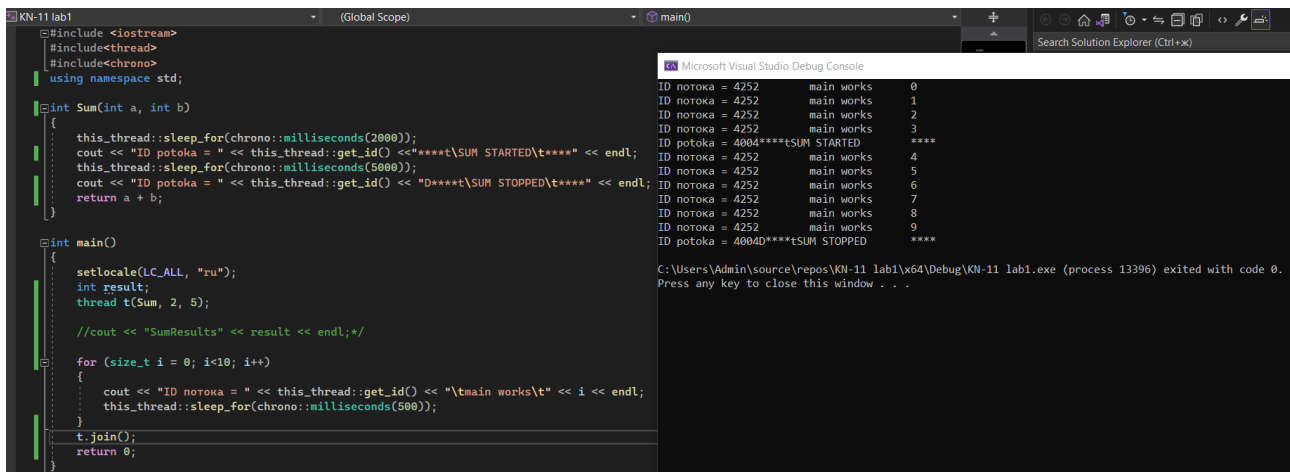 KN-11 lab1
(Global Scope)
main()
#include <iostream>
#include<thread>
#include<chrono>
using namespace std;
int Sum(int a, int b)
{
this_thread::sleep_for(chrono::milliseconds(2000));
cout << "ID potoka = " << this_thread::get_id() <<"****t\SUM STARTED\t****" << endl;
this_thread::sleep_for(chrono::milliseconds(5000));
cout << "ID potoka = " << this_thread::get_id() << "D****t\SUM STOPPED\t****" << endl;
return a + b;
}
int main()
{
setlocale(LC_ALL, "ru");
int result;
thread t(Sum, 2, 5);
//cout << "SumResults" << result << endl;*/
for (size_t i = 0; i<10; i++)
{
cout << "ID потока = " << this_thread::get_id() << "\tmain works\t" << i << endl;
this_thread::sleep_for(chrono::milliseconds(500));
}
t.join();
return 0;
}
Search Solution Explorer (Ctrl+ж)
Microsoft Visual Studio Debug Console
ID потока = 4252 main works 0
ID потока = 4252 main works 1
ID потока = 4252 main works 2
ID потока = 4252 main works 3
ID potoka = 4004****tSUM STARTED ****
ID потока = 4252 main works 4
ID потока = 4252 main works 5
ID потока = 4252 main works 6
ID потока = 4252 main works 7
ID потока = 4252 main works 8
ID потока = 4252 main works 9
ID potoka = 4004D****tSUM STOPPED ****
C:\Users\Admin\source\repos\KN-11 lab1\x64\Debug\KN-11 lab1.exe (process 13396) exited with code 0.
Press any key to close this window . . .